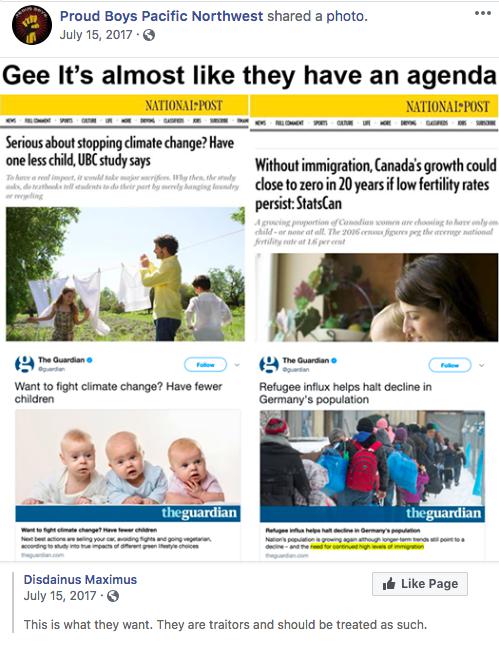 Proud Boys Pacific Northwest shared a photo.
July 15, 2017 ·
Gee It's almost like they have an agenda
NATIONAL POST
NEWS FULL COMMENT SPORTS CULTURE LIFE MORE DRIVING CLASSIFIEDS JOBS SUBSCRIBE
Serious about stopping climate change? Have
one less child, UBC study says
To have a real impact, it would take major sacrifices. Why then, the study
asks, do textbooks tell students to do their part by merely hanging laundry
or recycling
NATIONAL POST
NEWS FULL COMMENT SPORTS CULTURE LIFE MORE DRIVING CLASSIFIEDS JOBS SUBSCRIBE
Without immigration, Canada's growth could
close to zero in 20 years if low fertility rates
persist: StatsCan
A growing proportion of Canadian women are choosing to have only on
child - or none at all. The 2016 census figures peg the average national
fertility rate at 1.6 per cent
The Guardian
@guardian
Follow
Want to fight climate change? Have fewer
children
theguardian
Want to fight climate change? Have fewer children
Next best actions are selling your car, avoiding flights and going vegetarian,
according to study into true impacts of different green lifestyle choices
theguardian.com
The Guardian
@guardian
Follow
Refugee influx helps halt decline in
Germany's population
theguardian
Refugee influx helps halt decline in Germany's population
Nation's population is growing again although longer-term trends still point to a
decline – and the need for continued high levels of immigration
theguardian.com
Disdainus Maximus
July 15, 2017 ·
Like Page
This is what they want. They are traitors and should be treated as such.